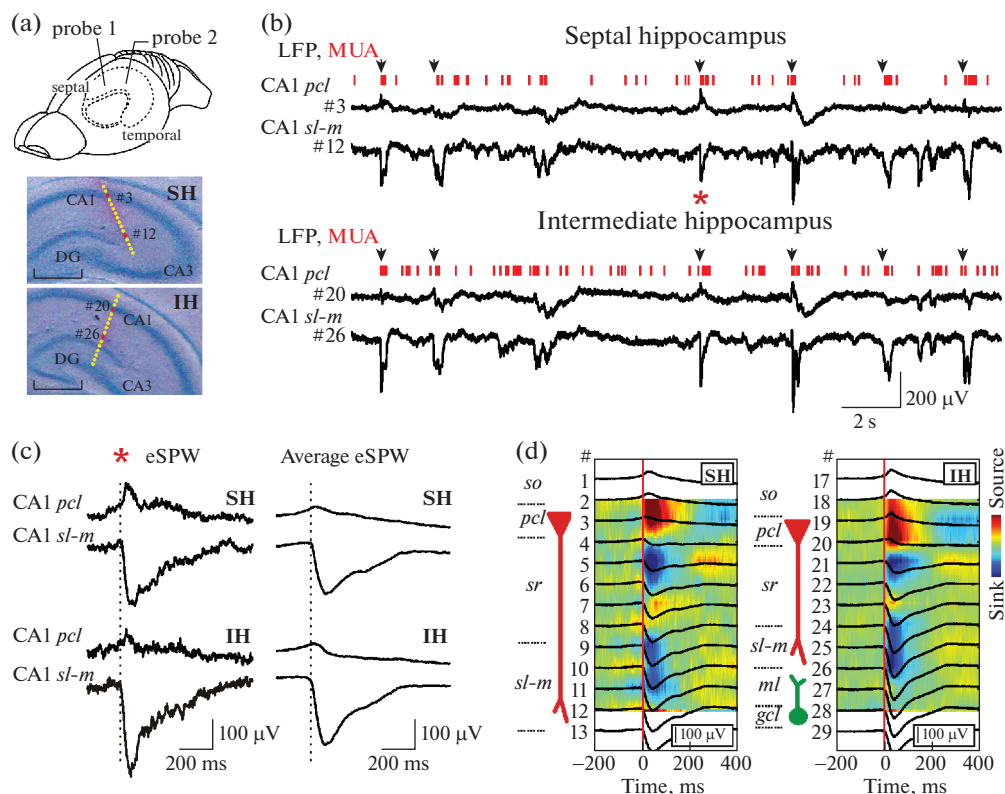 (a)
probe 1
probe 2
septal
temporal
SH
CA1
#3
#12
DG
CA3
IH
#20
CA1
#26
DG
CA3
(b)
Septal hippocampus
LFP, MUA
CA1 pcl
#3
CA1 sl-m
#12
*
Intermediate hippocampus
LFP, MUA
CA1 pcl
#20
CA1 sl-m
#26
200 µV
2 s
(c)
* eSPW
Average eSPW
SH
SH
CA1 pcl
CA1 sl-m
IH
IH
CA1 pcl
CA1 sl-m
100 µV
200 ms
100 µV
200 ms
(d)
#
SH
1
so
2
pcl
3
4
5
sr
6
7
8
9
10
sl-m
11
12
13
100 µV
−200 0 200 400
Time, ms
#
IH
17
so
18
19
pcl
20
21
sr
22
23
24
sl-m
25
26
ml
27
gcl
28
29
100 µV
−200 0 200 400
Time, ms
Sink Source